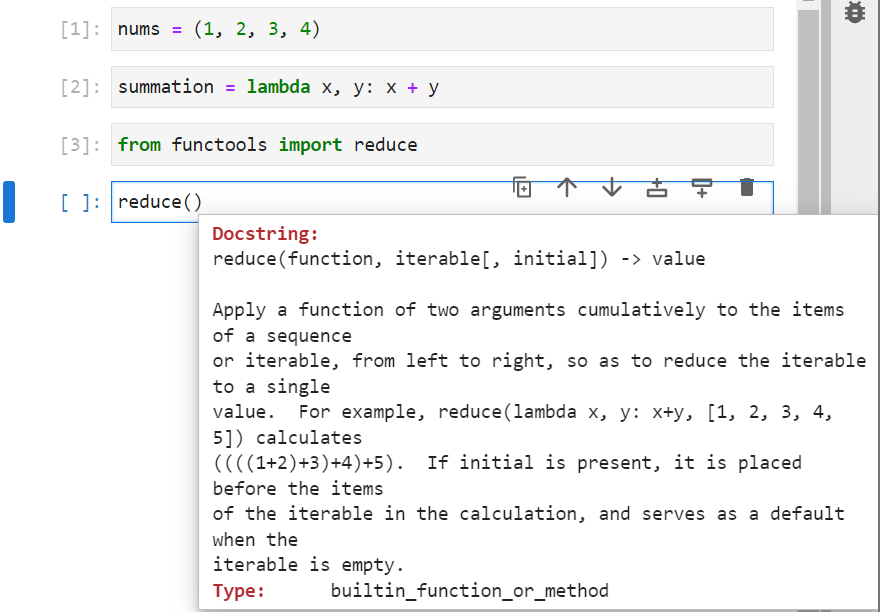 [1]: nums = (1, 2, 3, 4)
[2]: summation = lambda x, y: x + y
[3]: from functools import reduce
[ ]: reduce()
Docstring:
reduce(function, iterable[, initial]) -> value
Apply a function of two arguments cumulatively to the items
of a sequence
or iterable, from left to right, so as to reduce the iterable
to a single
value.  For example, reduce(lambda x, y: x+y, [1, 2, 3, 4,
5]) calculates
((((1+2)+3)+4)+5).  If initial is present, it is placed
before the items
of the iterable in the calculation, and serves as a default
when the
iterable is empty.
Type:      builtin_function_or_method